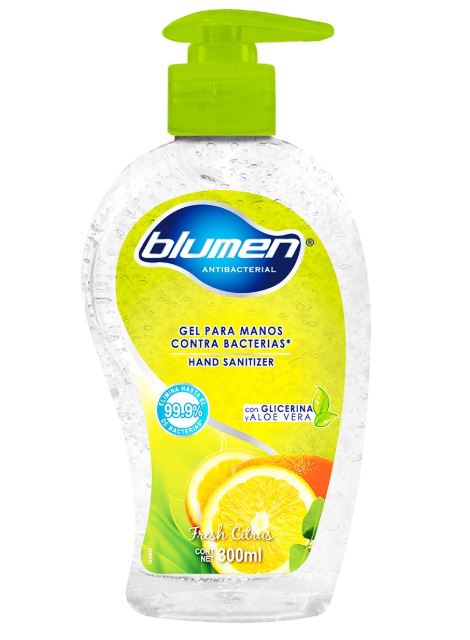 blumen®
ANTIBACTERIAL
GEL PARA MANOS
CONTRA BACTERIAS*
HAND SANITIZER
ELIMINA HASTA EL
99.9%
DE BACTERIAS*
con GLICERINA
y ALOE VERA
Fresh Citrus
CONT.
NET. 300ml